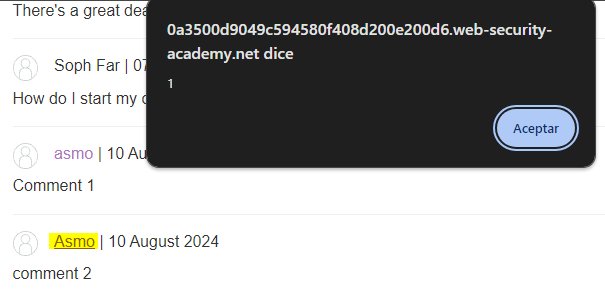 There's a great dea
0a3500d9049c594580f408d200e200d6.web-security-
academy.net dice
1
Aceptar
Soph Far | 07
How do I start my
asmo | 10 Au
Comment 1
Asmo | 10 August 2024
comment 2